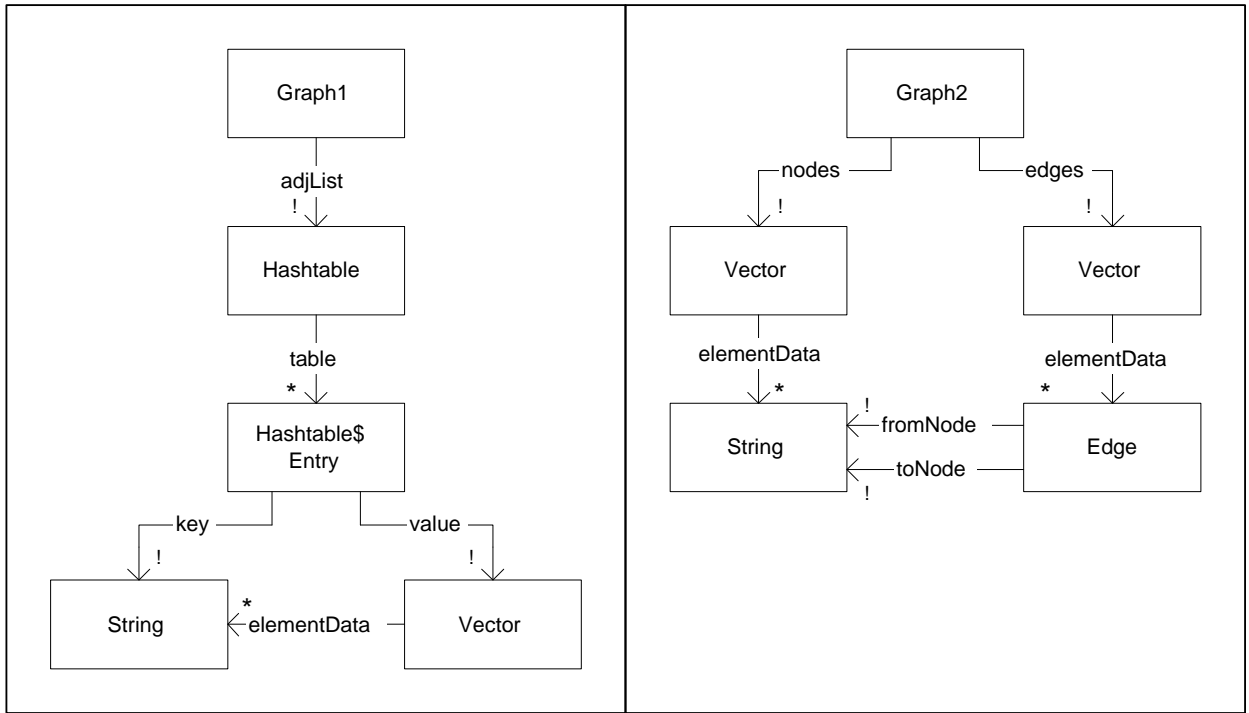 Graph1
adjList
!
Hashtable
table
*
Hashtable$
Entry
key
value
!
!
String
*
elementData
Vector
Graph2
nodes
edges
!
!
Vector
Vector
elementData
elementData
*
*
String
!
fromNode
toNode
!
Edge